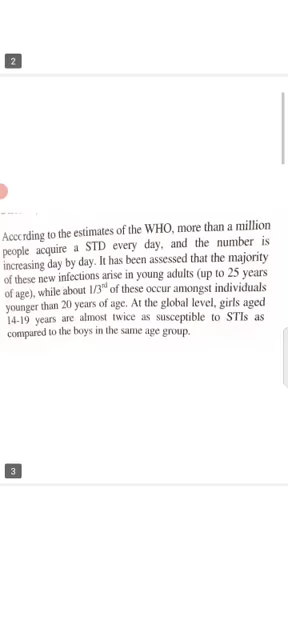 2
According to the estimates of the WHO, more than a million
people acquire a STD every day, and the number is
increasing day by day. It has been assessed that the majority
of these new infections arise in young adults (up to 25 years
of age), while about 1/3rd of these occur amongst individuals
younger than 20 years of age. At the global level, girls aged
14-19 years are almost twice as susceptible to STIs as
compared to the boys in the same age group.
3